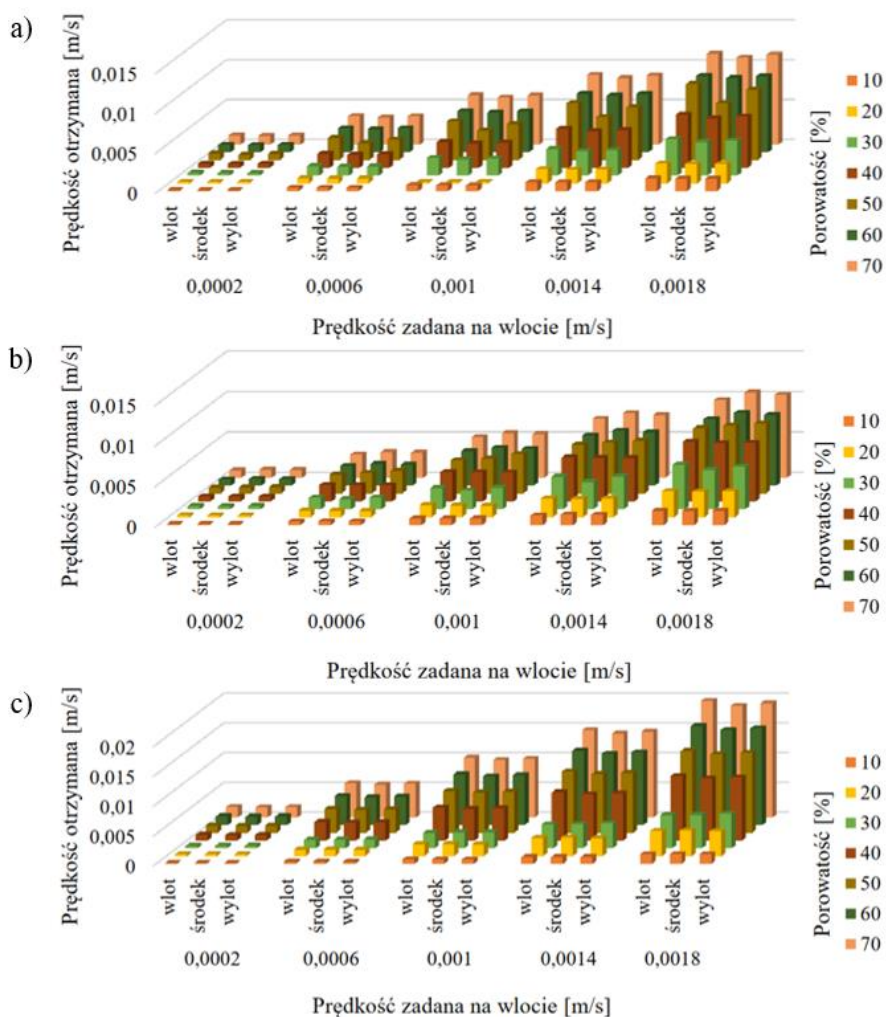 a)
Prędkość otrzymana [m/s]
0,015
0,01
0,005
0
wlot
środek
wylot
wlot
środek
wylot
wlot
środek
wylot
wlot
środek
wylot
wlot
środek
wylot
0,0002 0,0006 0,001 0,0014 0,0018
Prędkość zadana na wlocie [m/s]
Porowatość [%]
10
20
30
40
50
60
70
b)
Prędkość otrzymana [m/s]
0,015
0,01
0,005
0
wlot
środek
wylot
wlot
środek
wylot
wlot
środek
wylot
wlot
środek
wylot
wlot
środek
wylot
0,0002 0,0006 0,001 0,0014 0,0018
Prędkość zadana na wlocie [m/s]
Porowatość [%]
10
20
30
40
50
60
70
c)
Prędkość otrzymana [m/s]
0,02
0,015
0,01
0,005
0
wlot
środek
wylot
wlot
środek
wylot
wlot
środek
wylot
wlot
środek
wylot
wlot
środek
wylot
0,0002 0,0006 0,001 0,0014 0,0018
Prędkość zadana na wlocie [m/s]
Porowatość [%]
10
20
30
40
50
60
70